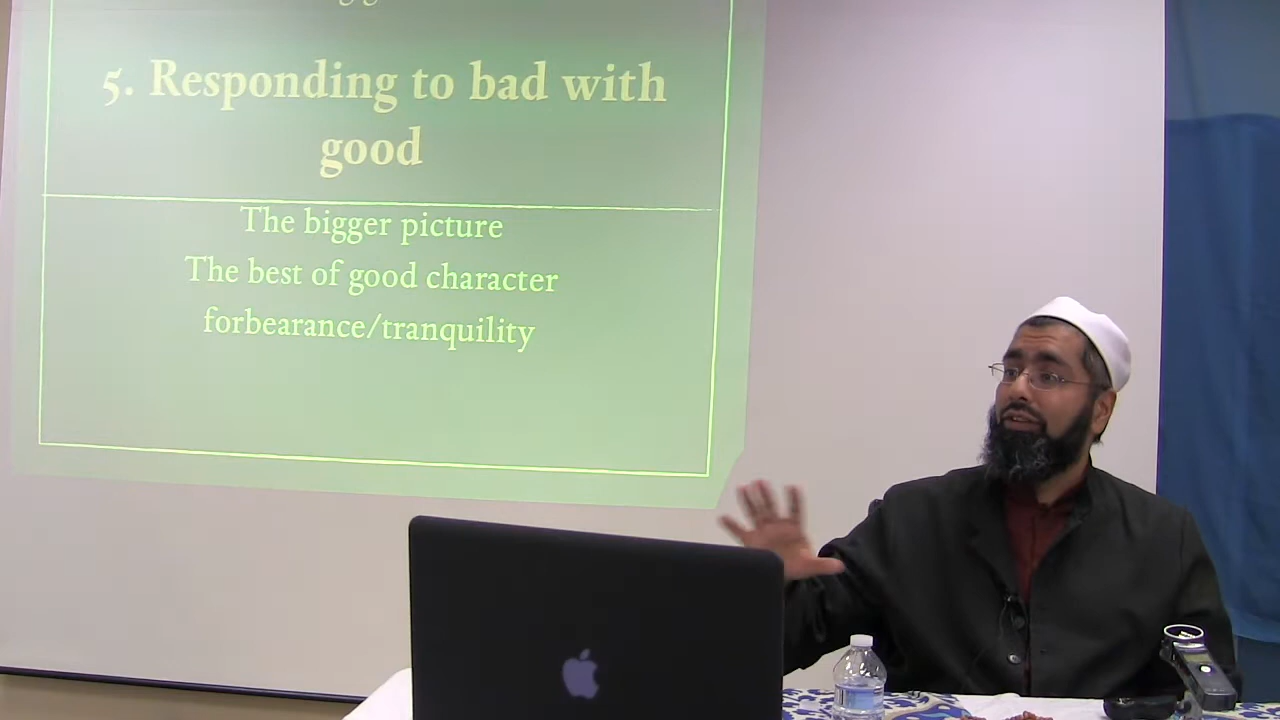 5. Responding to bad with
good
The bigger picture
The best of good character
forbearance/tranquility